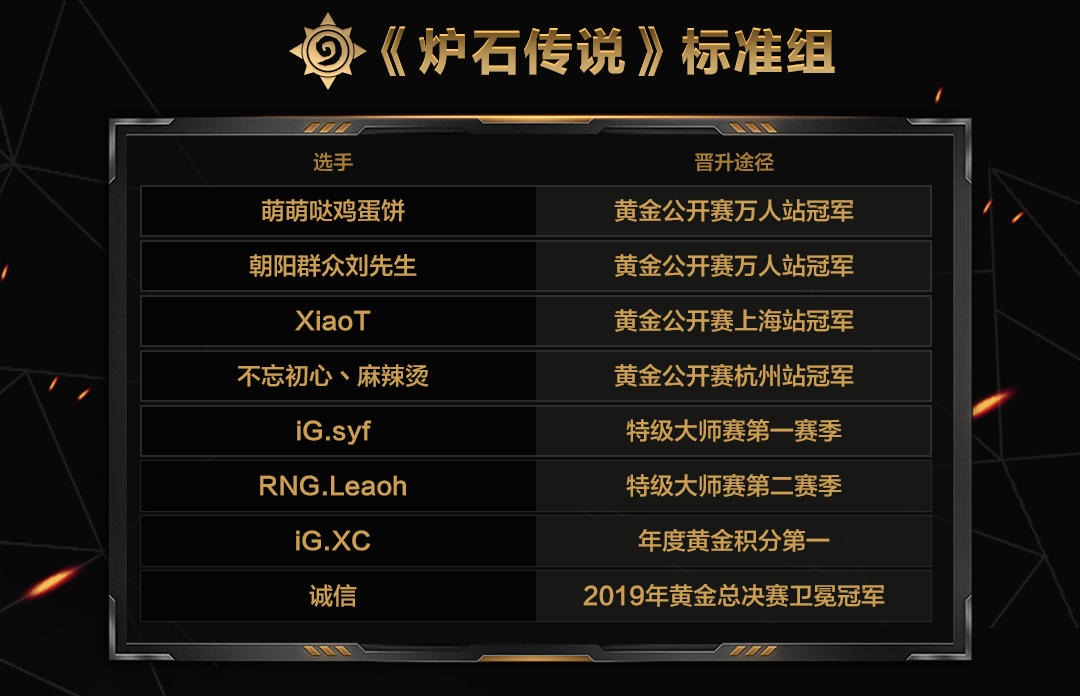 《炉石传说》标准组
选手 晋升途径
萌萌哒鸡蛋饼 黄金公开赛万人站冠军
朝阳群众刘先生 黄金公开赛万人站冠军
XiaoT 黄金公开赛上海站冠军
不忘初心丶麻辣烫 黄金公开赛杭州站冠军
iG.syf 特级大师赛第一赛季
RNG.Leaoh 特级大师赛第二赛季
iG.XC 年度黄金积分第一
诚信 2019年黄金总决赛卫冕冠军